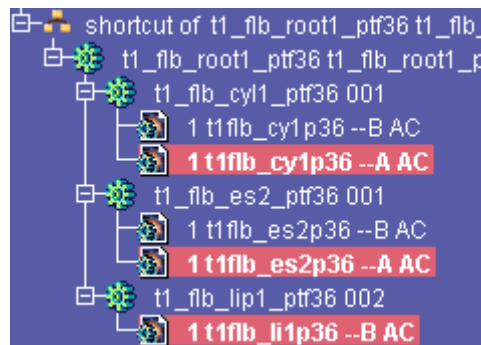 shortcut of t1_flb_root1_ptf36 t1_flb_
t1_flb_root1_ptf36 t1_flb_root1_p
t1_flb_cyl1_ptf36 001
1 t1flb_cy1p36 --B AC
1 t1flb_cy1p36 --A AC
t1_flb_es2_ptf36 001
1 t1flb_es2p36 --B AC
1 t1flb_es2p36 --A AC
t1_flb_lip1_ptf36 002
1 t1flb_li1p36 --B AC